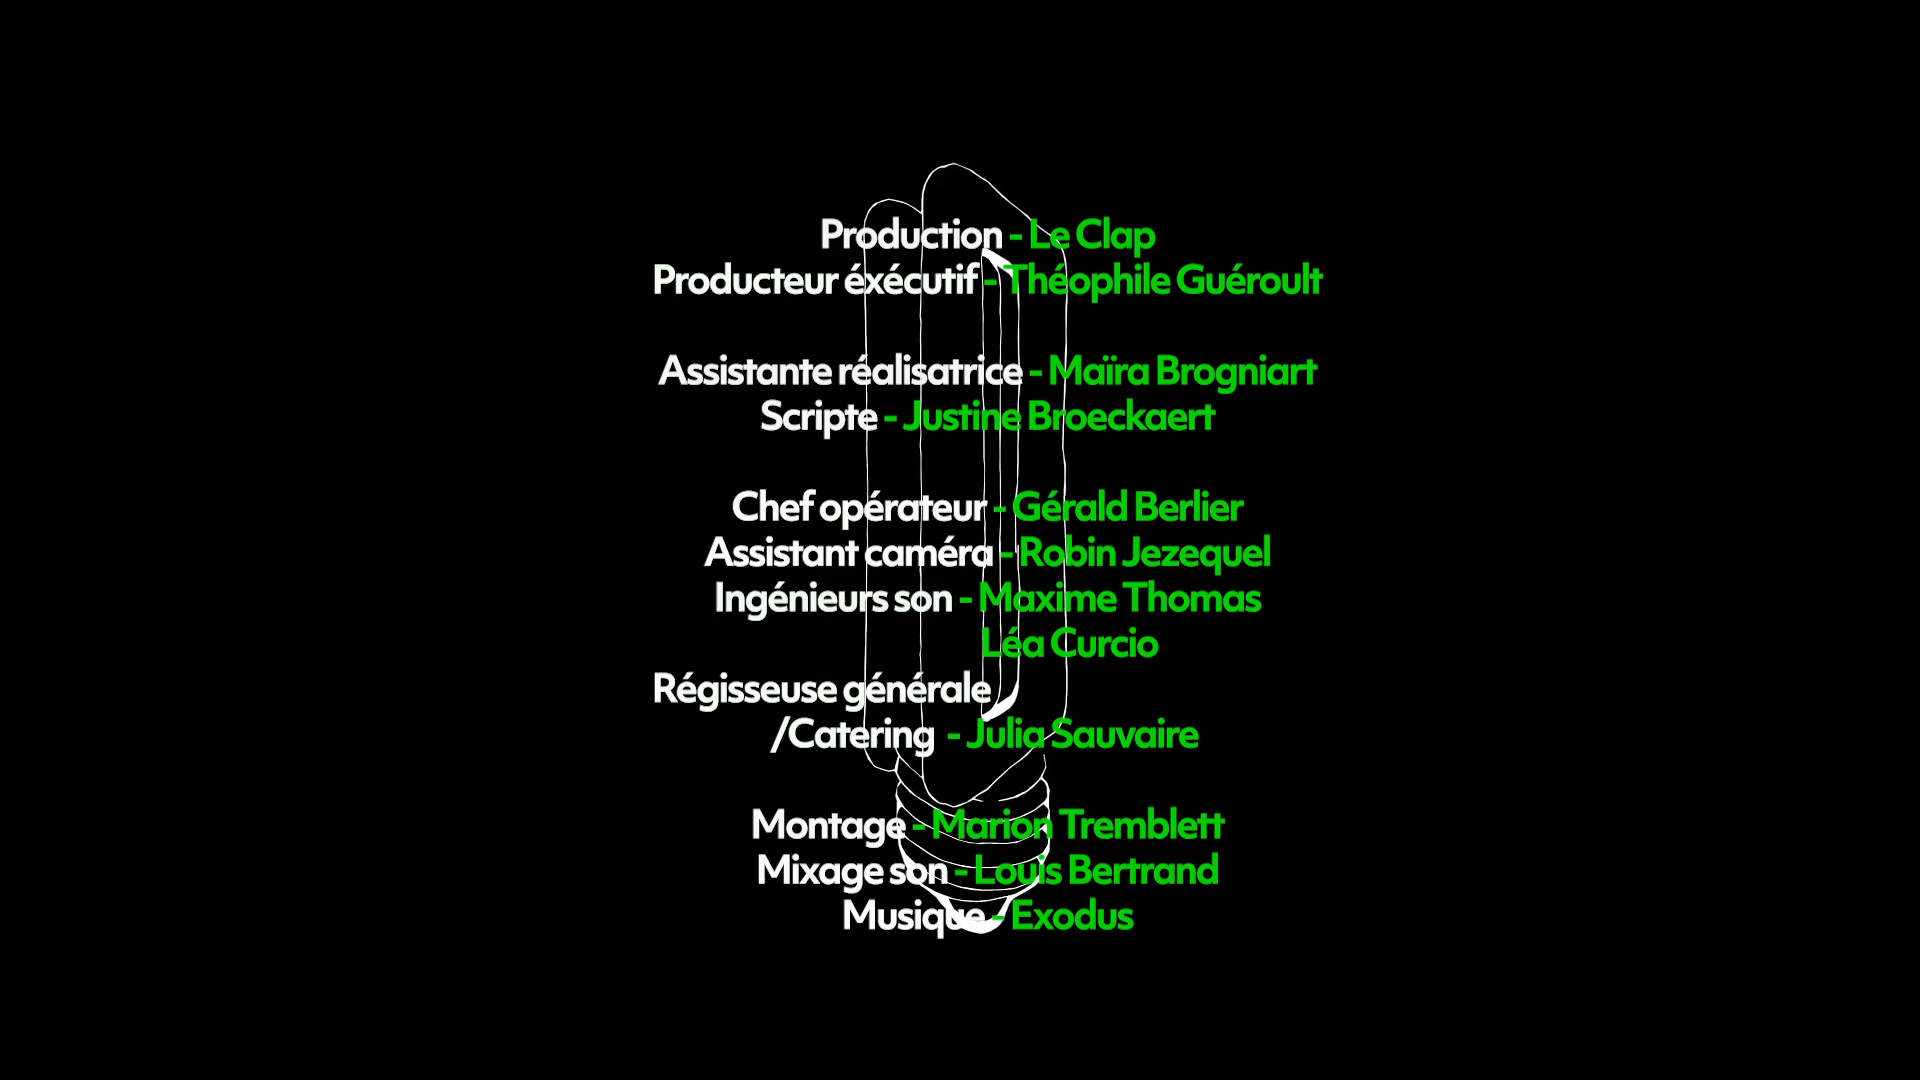 Production - Le Clap
Producteur éxécutif - Théophile Guéroult
Assistante réalisatrice - Maïra Brogniart
Scripte - Justine Broeckaert
Chef opérateur - Gérald Berlier
Assistant caméra - Robin Jezequel
Ingénieurs son - Maxime Thomas
Léa Curcio
Régisseuse générale
/Catering - Julia Sauvaire
Montage - Marion Tremblett
Mixage son - Louis Bertrand
Musique - Exodus